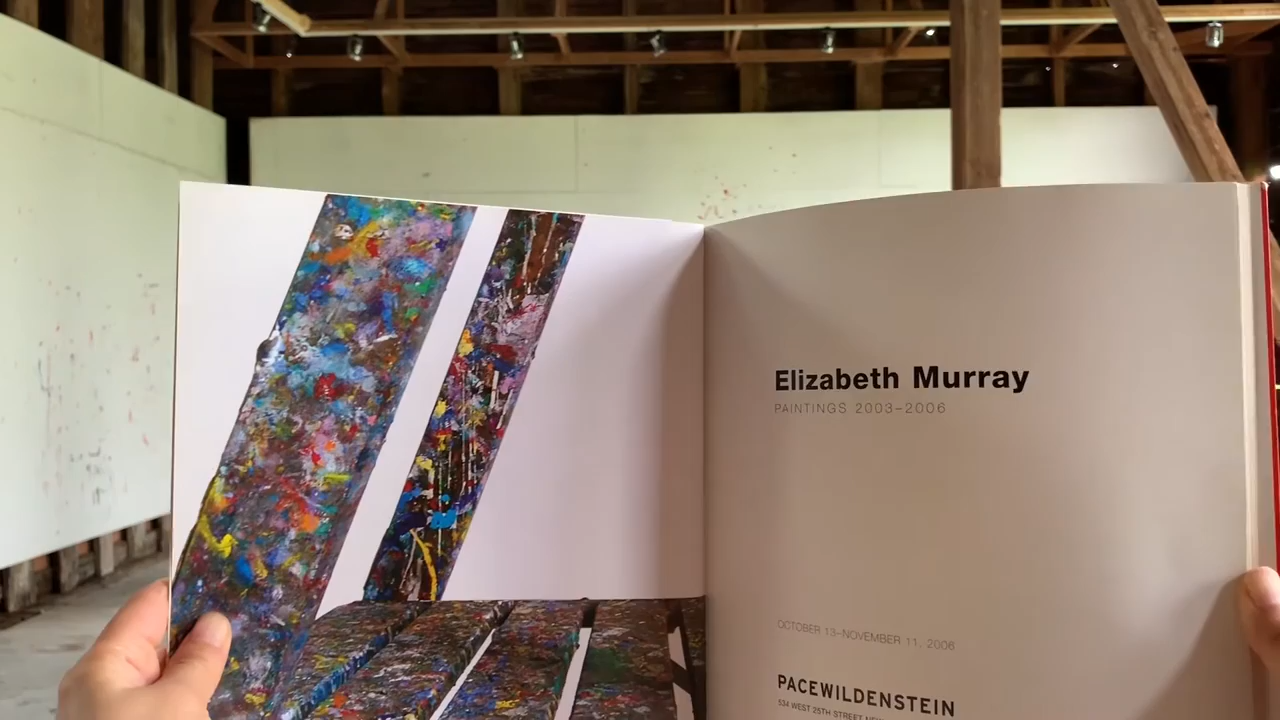 Elizabeth Murray
PAINTINGS 2003–2006
OCTOBER 13–NOVEMBER 11, 2006
PACEWILDENSTEIN
534 WEST 25TH STREET